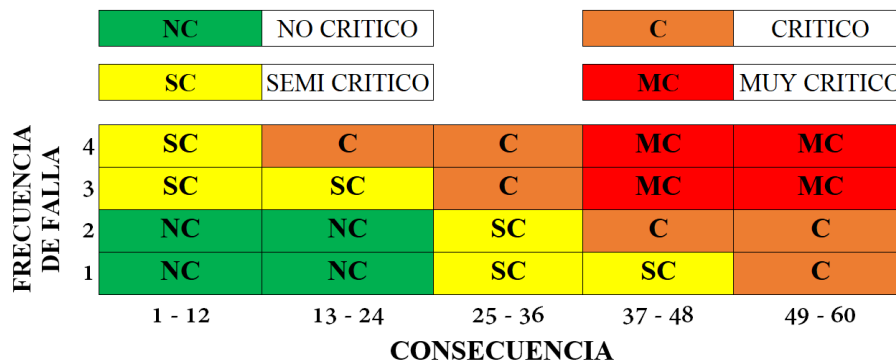 NC NO CRITICO C CRITICO
SC SEMI CRITICO MC MUY CRITICO
FRECUENCIA
DE FALLA
4 SC C C MC MC
3 SC SC C MC MC
2 NC NC SC C C
1 NC NC SC SC C
1 - 12 13 - 24 25 - 36 37 - 48 49 - 60
CONSECUENCIA